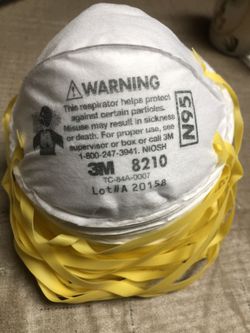 ⚠WARNING
This respirator helps protect
against certain particles.
Misuse may result in sickness
or death. For proper use, see
supervisor or box or call 3M
1-800-247-3941. NIOSH
N95
3M 8210
TC-84A-0007
Lot#A 20158